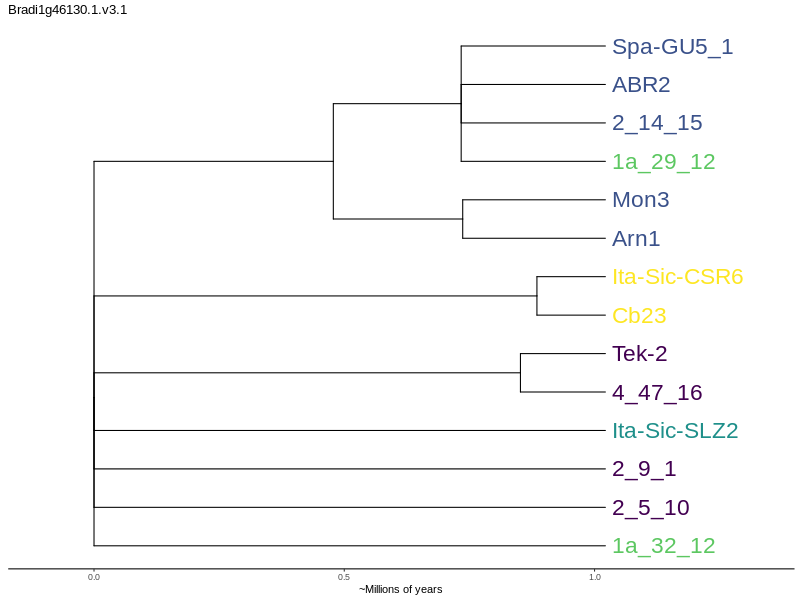 Bradi1g46130.1.v3.1
Spa-GU5_1
ABR2
2_14_15
1a_29_12
Mon3
Arn1
Ita-Sic-CSR6
Cb23
Tek-2
4_47_16
Ita-Sic-SLZ2
2_9_1
2_5_10
1a_32_12
0.0 0.5 1.0
~Millions of years